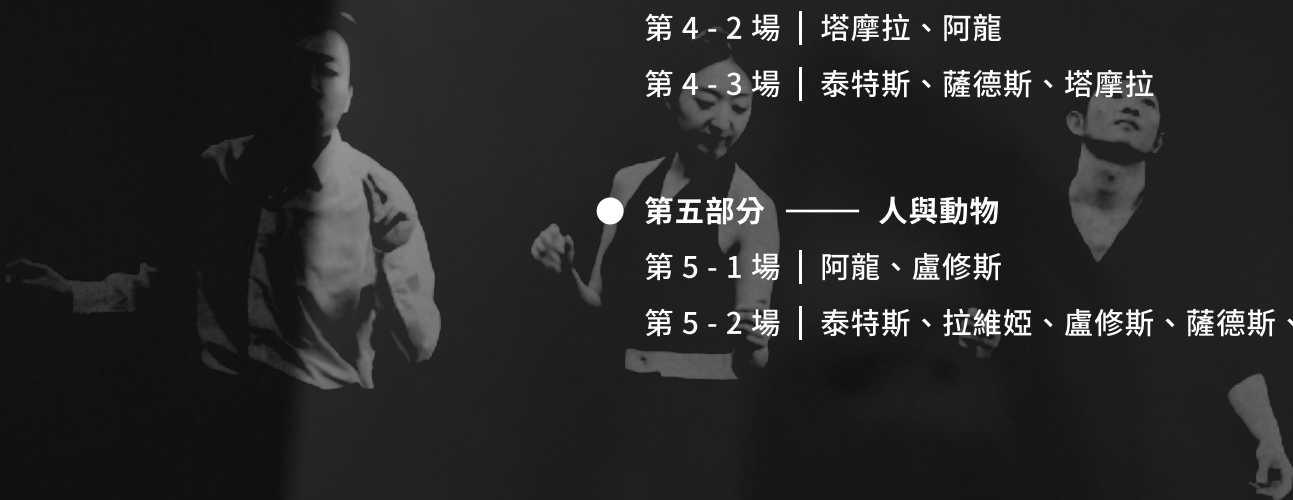 第 4 - 2 場 | 塔摩拉、阿龍
第 4 - 3 場 | 泰特斯、薩德斯、塔摩拉
第五部分 —— 人與動物
第 5 - 1 場 | 阿龍、盧修斯
第 5 - 2 場 | 泰特斯、拉維婭、盧修斯、薩德斯、